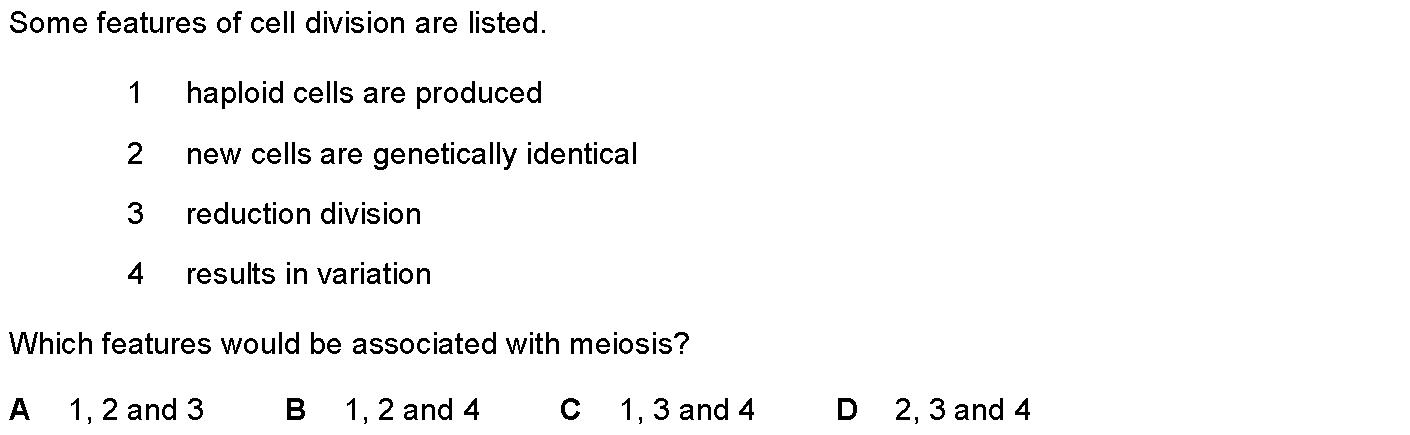 Some features of cell division are listed.
1 haploid cells are produced
2 new cells are genetically identical
3 reduction division
4 results in variation
Which features would be associated with meiosis?
A 1, 2 and 3 B 1, 2 and 4 C 1, 3 and 4 D 2, 3 and 4